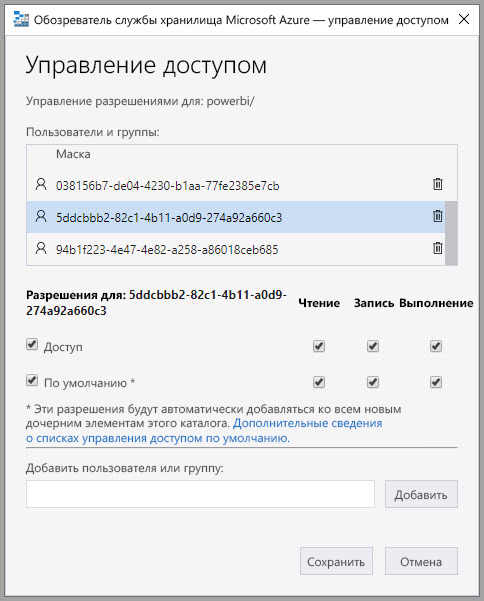 Обозреватель службы хранилища Microsoft Azure — управление доступом
Управление доступом
Управление разрешениями для: powerbi/
Пользователи и группы:
Маска
038156b7-de04-4230-b1aa-77fe2385e7cb
5ddcbbb2-82c1-4b11-a0d9-274a92a660c3
94b1f223-4e47-4e82-a258-a86018ceb685
Разрешения для: 5ddcbbb2-82c1-4b11-a0d9-
274a92a660c3
Чтение Запись Выполнение
Доступ
По умолчанию *
* Эти разрешения будут автоматически добавляться ко всем новым
дочерним элементам этого каталога. Дополнительные сведения
о списках управления доступом по умолчанию.
Добавить пользователя или группу:
Добавить
Сохранить Отмена